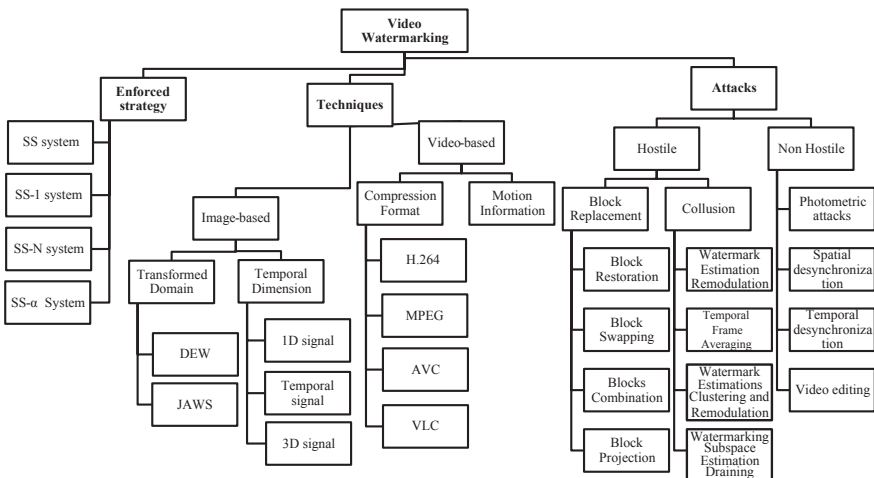 Video
Watermarking
Enforced
strategy
SS system
SS-1 system
SS-N system
SS-α System
Techniques
Image-based
Transformed
Domain
DEW
JAWS
Temporal
Dimension
1D signal
Temporal
signal
3D signal
Video-based
Compression
Format
H.264
MPEG
AVC
VLC
Motion
Information
Attacks
Hostile
Block
Replacement
Block
Restoration
Block
Swapping
Blocks
Combination
Block
Projection
Collusion
Watermark
Estimation
Remodulation
Temporal
Frame
Averaging
Watermark
Estimations
Clustering and
Remodulation
Watermarking
Subspace
Estimation
Draining
Non Hostile
Photometric
attacks
Spatial
desynchroniza
tion
Temporal
desynchroniza
tion
Video editing